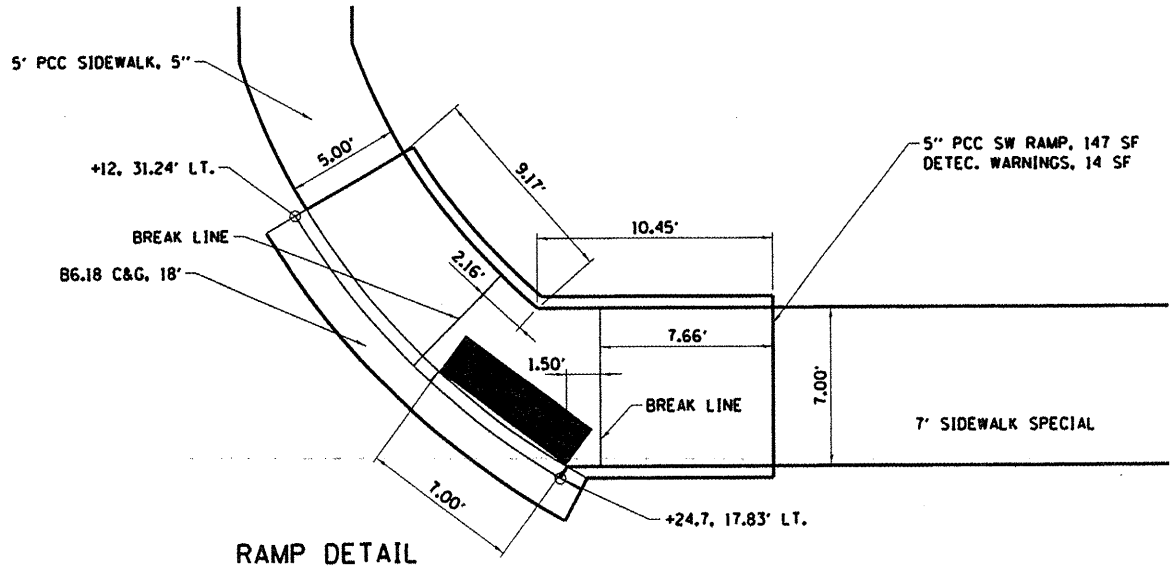 5' PCC SIDEWALK, 5''
5.00'
9.17'
5'' PCC SW RAMP, 147 SF
DETEC. WARNINGS, 14 SF
+12, 31.24' LT.
10.45'
BREAK LINE
2.16'
B6.18 C&G, 18'
7.66'
1.50'
7.00'
BREAK LINE
7' SIDEWALK SPECIAL
7.00'
+24.7, 17.83' LT.
RAMP DETAIL